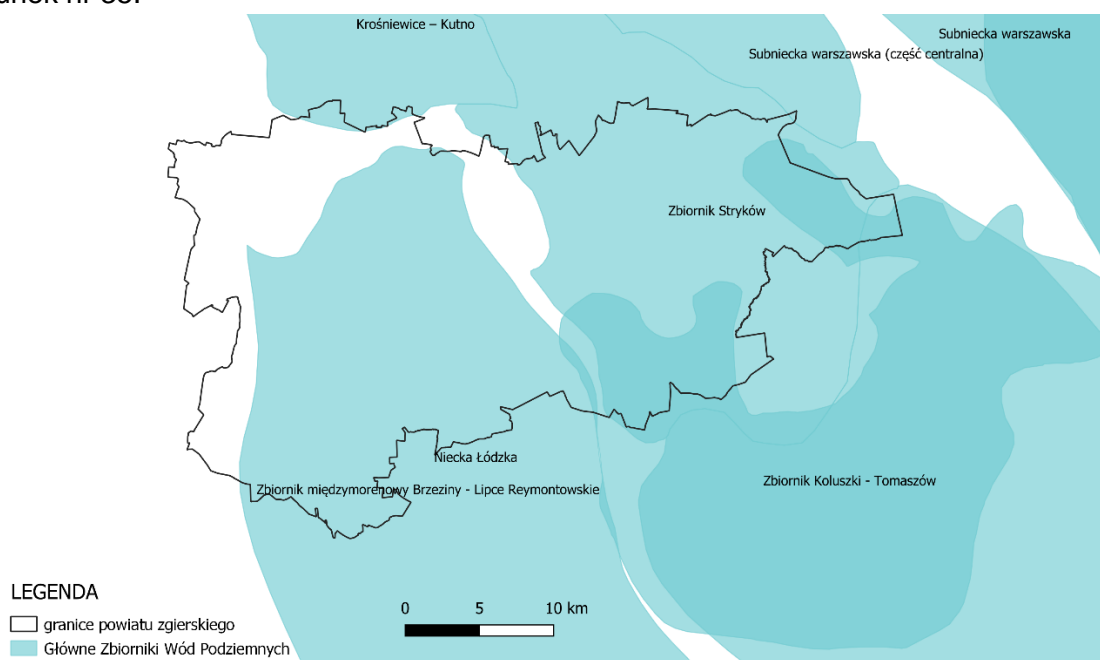 Krośniewice – Kutno
Subniecka warszawska
Subniecka warszawska (część centralna)
Zbiornik Stryków
Niecka Łódzka
Zbiornik międzymorenowy Brzeziny - Lipce Reymontowskie
Zbiornik Koluszki - Tomaszów
LEGENDA
0 5 10 km
granice powiatu zgierskiego
Główne Zbiorniki Wód Podziemnych